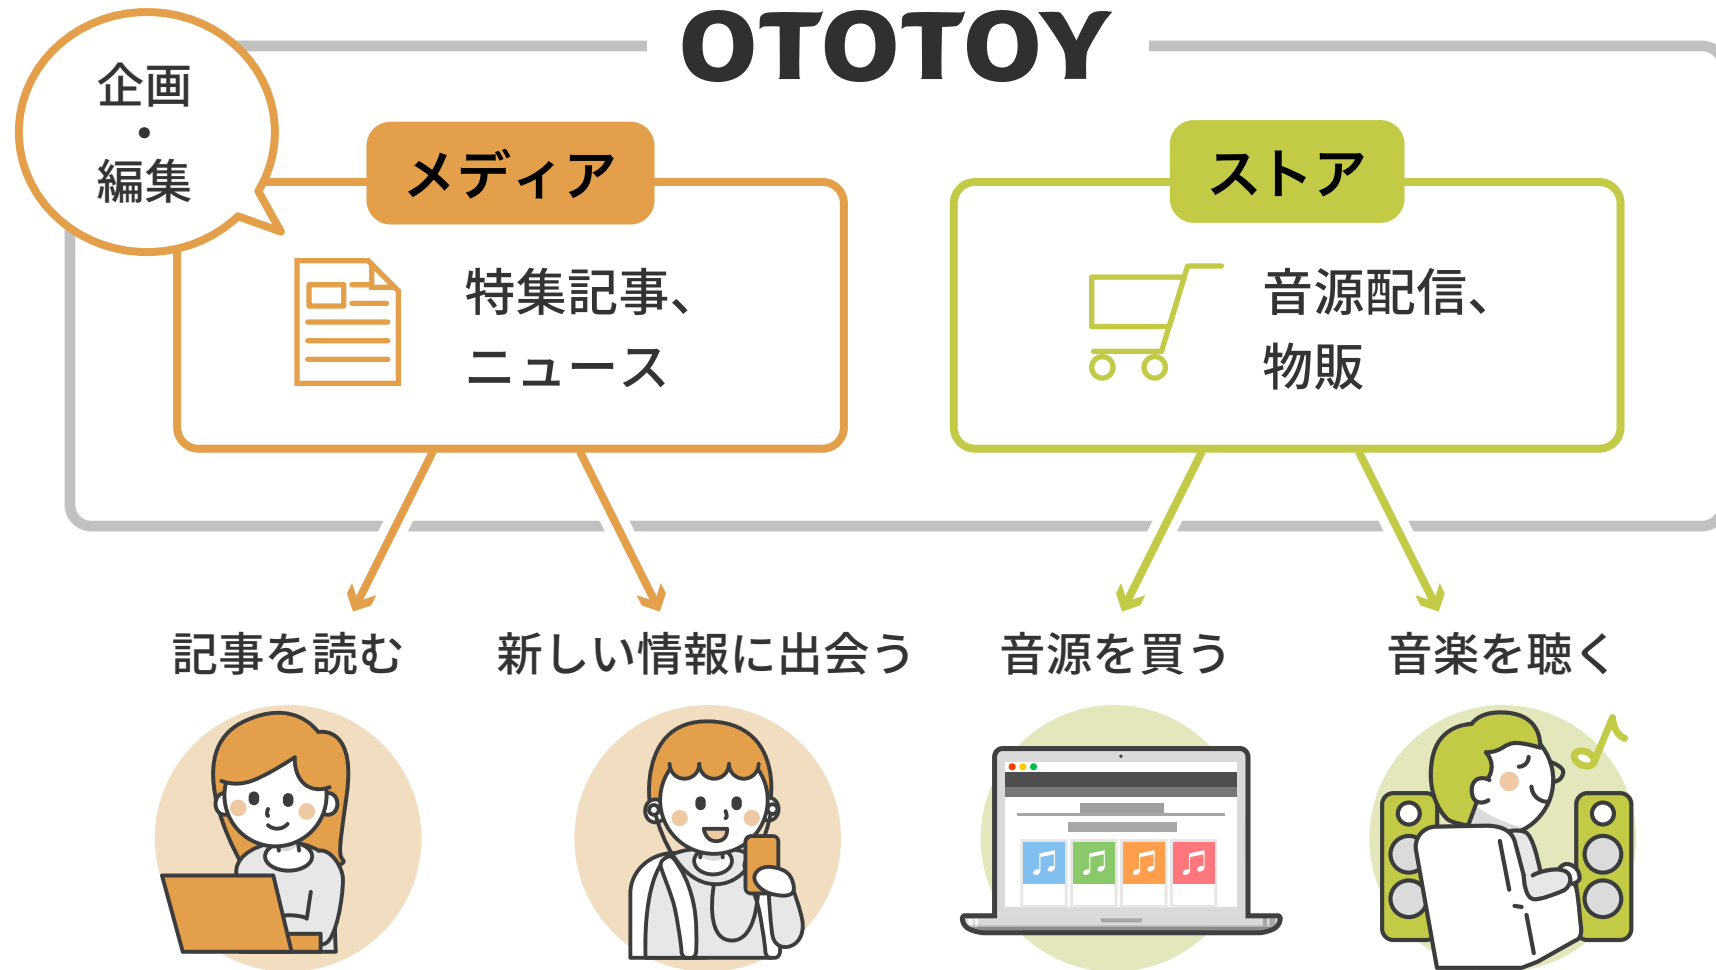 OTOTOY
企画
・
編集
メディア
特集記事、
ニュース
ストア
音源配信、
物販
記事を読む
新しい情報に出会う
音源を買う
音楽を聴く